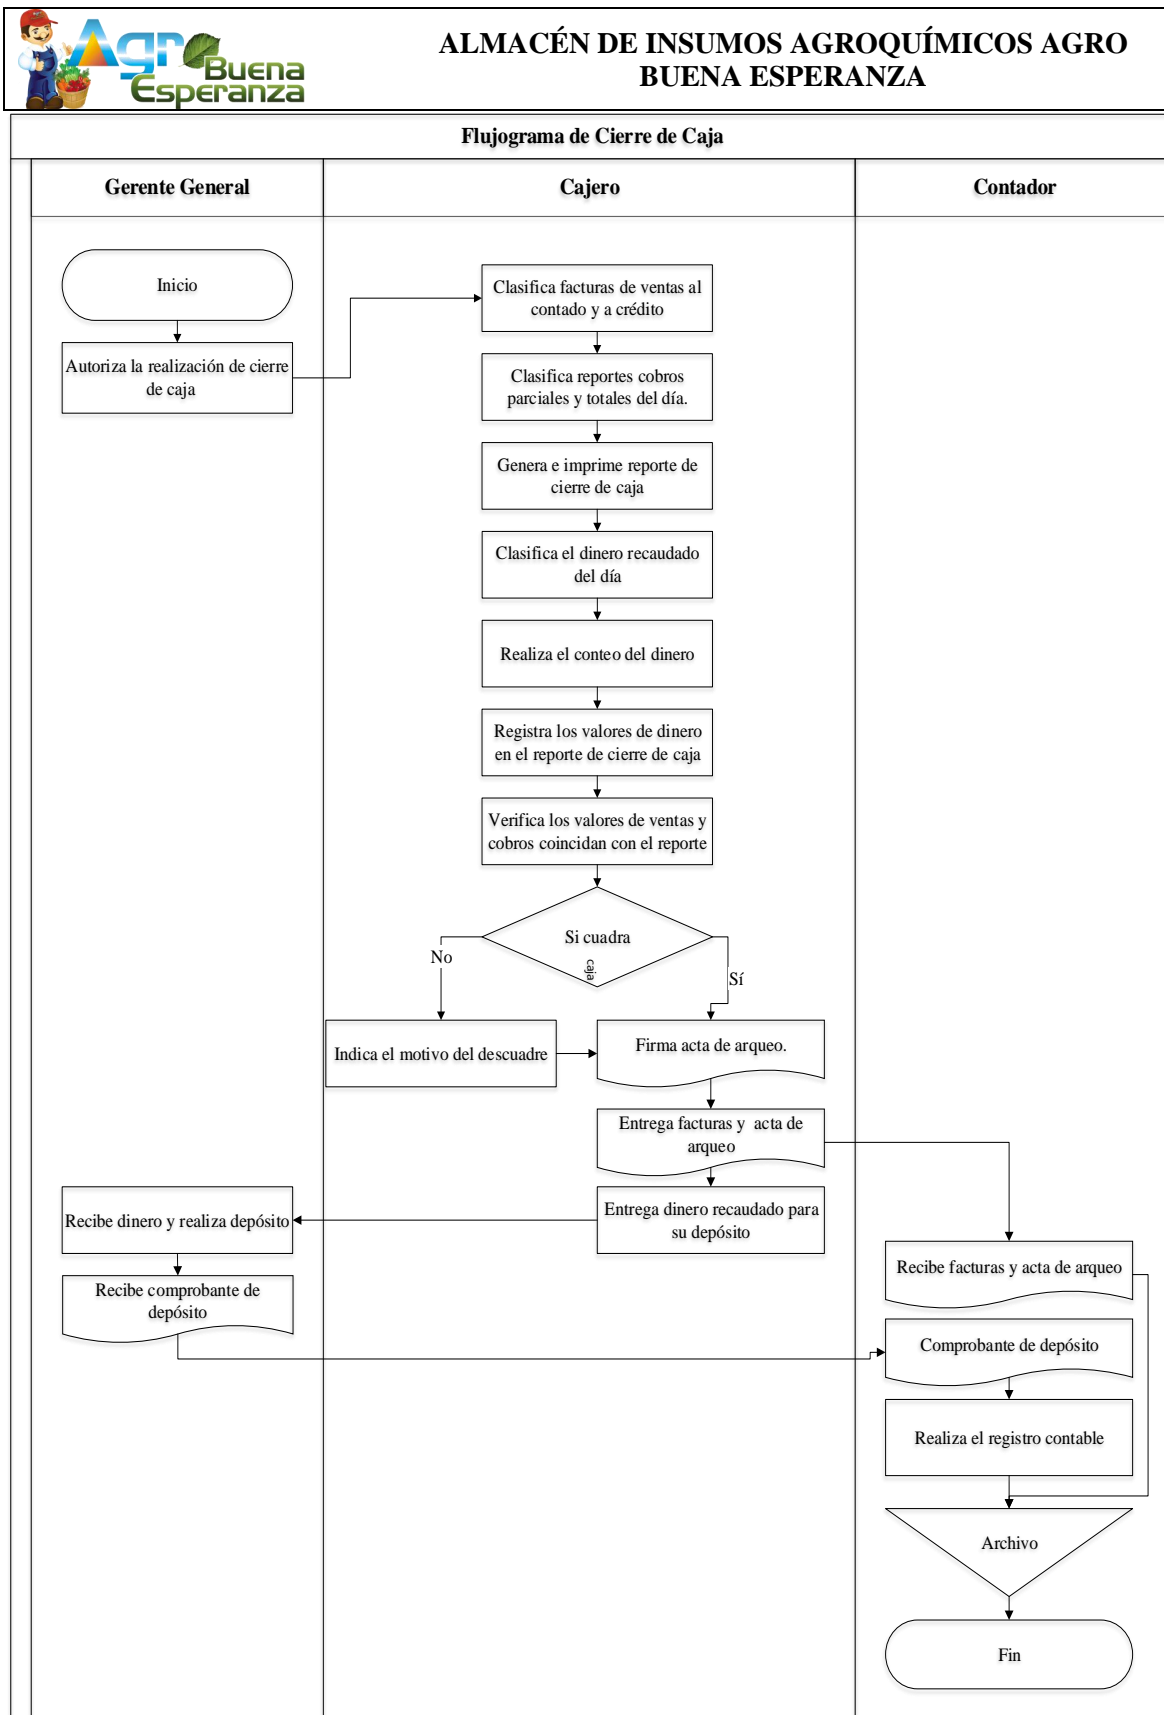 Agro
Buena
Esperanza
ALMACÉN DE INSUMOS AGROQUÍMICOS AGRO
BUENA ESPERANZA
Flujograma de Cierre de Caja
Gerente General
Cajero
Contador
Inicio
Autoriza la realización de cierre
de caja
Clasifica facturas de ventas al
contado y a crédito
Clasifica reportes cobros
parciales y totales del día.
Genera e imprime reporte de
cierre de caja
Clasifica el dinero recaudado
del día
Realiza el conteo del dinero
Registra los valores de dinero
en el reporte de cierre de caja
Verifica los valores de ventas y
cobros coincidan con el reporte
Si cuadra
caja
No
Sí
Indica el motivo del descuadre
Firma acta de arqueo.
Entrega facturas y  acta de
arqueo
Entrega dinero recaudado para
su depósito
Recibe dinero y realiza depósito
Recibe comprobante de
depósito
Recibe facturas y acta de arqueo
Comprobante de depósito
Realiza el registro contable
Archivo
Fin